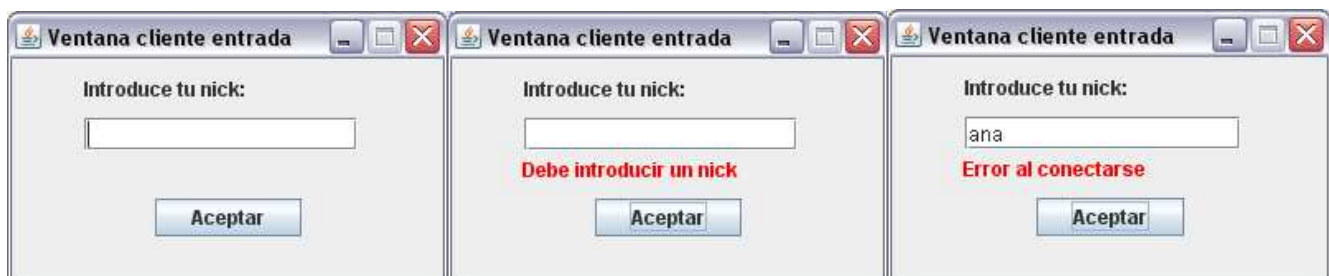 Ventana cliente entrada
Introduce tu nick:
Aceptar
Ventana cliente entrada
Introduce tu nick:
Debe introducir un nick
Aceptar
Ventana cliente entrada
Introduce tu nick:
ana
Error al conectarse
Aceptar